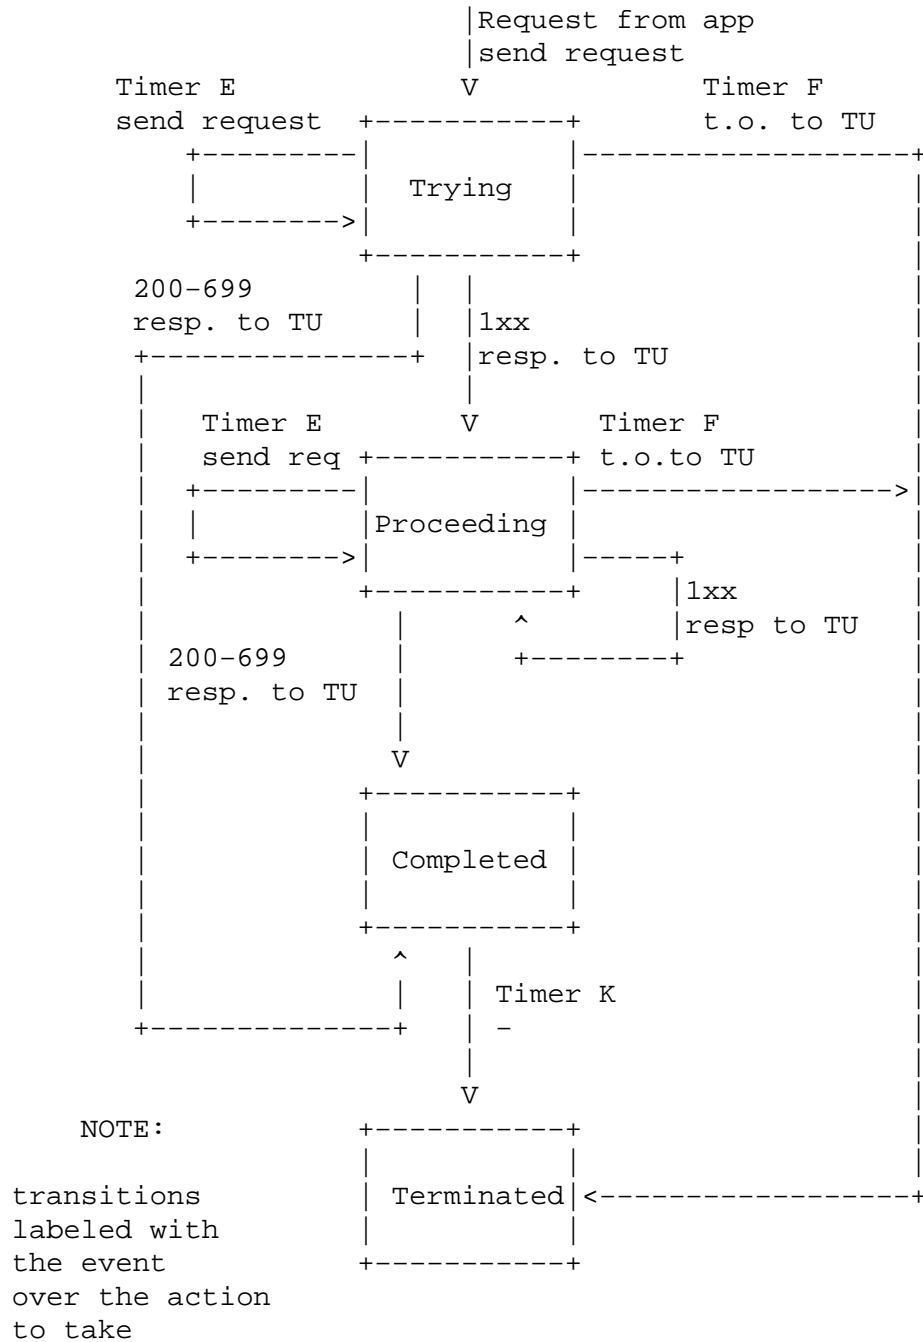 Request from app
send request
Timer E Timer F
send request t.o. to TU
Trying
200-699
resp. to TU 1xx
resp. to TU
Timer E Timer F
send req t.o.to TU
Proceeding
1xx
resp to TU
200-699
resp. to TU
Completed
Timer K
-
NOTE:
transitions Terminated
labeled with
the event
over the action
to take